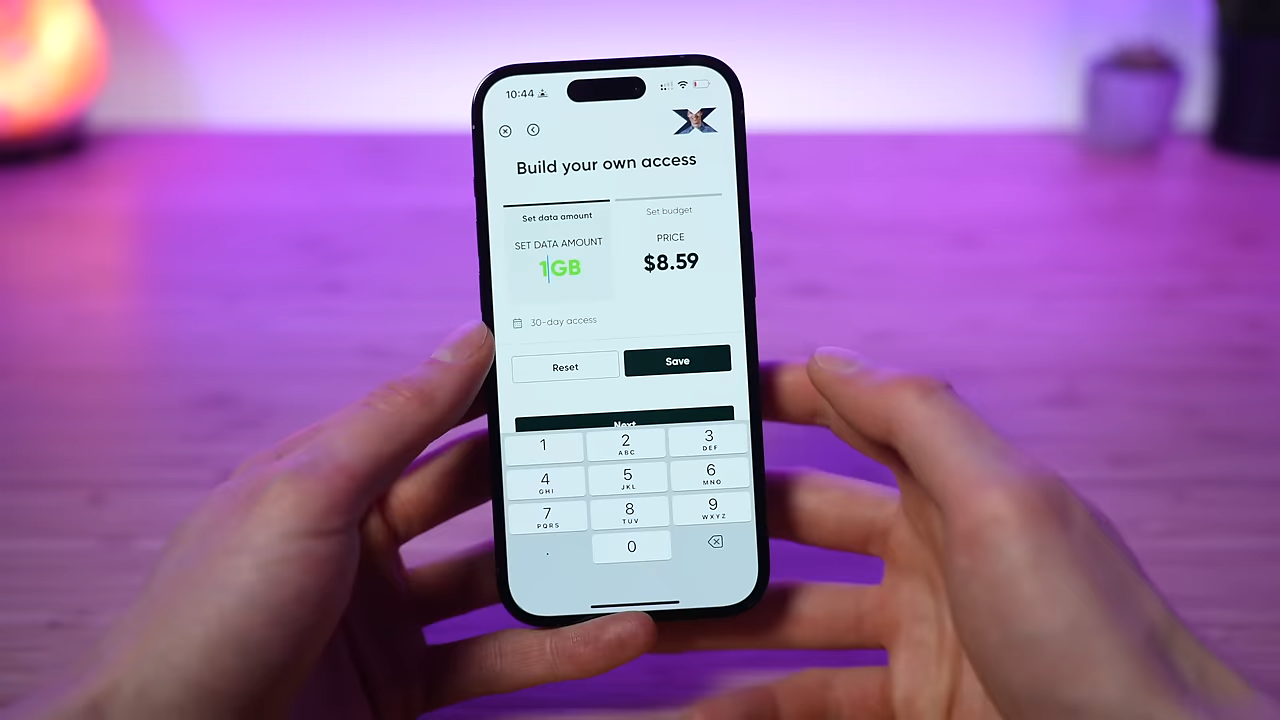 10:44
Build your own access
Set data amount
Set budget
SET DATA AMOUNT
PRICE
1GB
$8.59
30-day access
Reset
Save
Next
1
2
ABC
3
DEF
4
GHI
5
JKL
6
MNO
7
PQRS
8
TUV
9
WXYZ
.
0